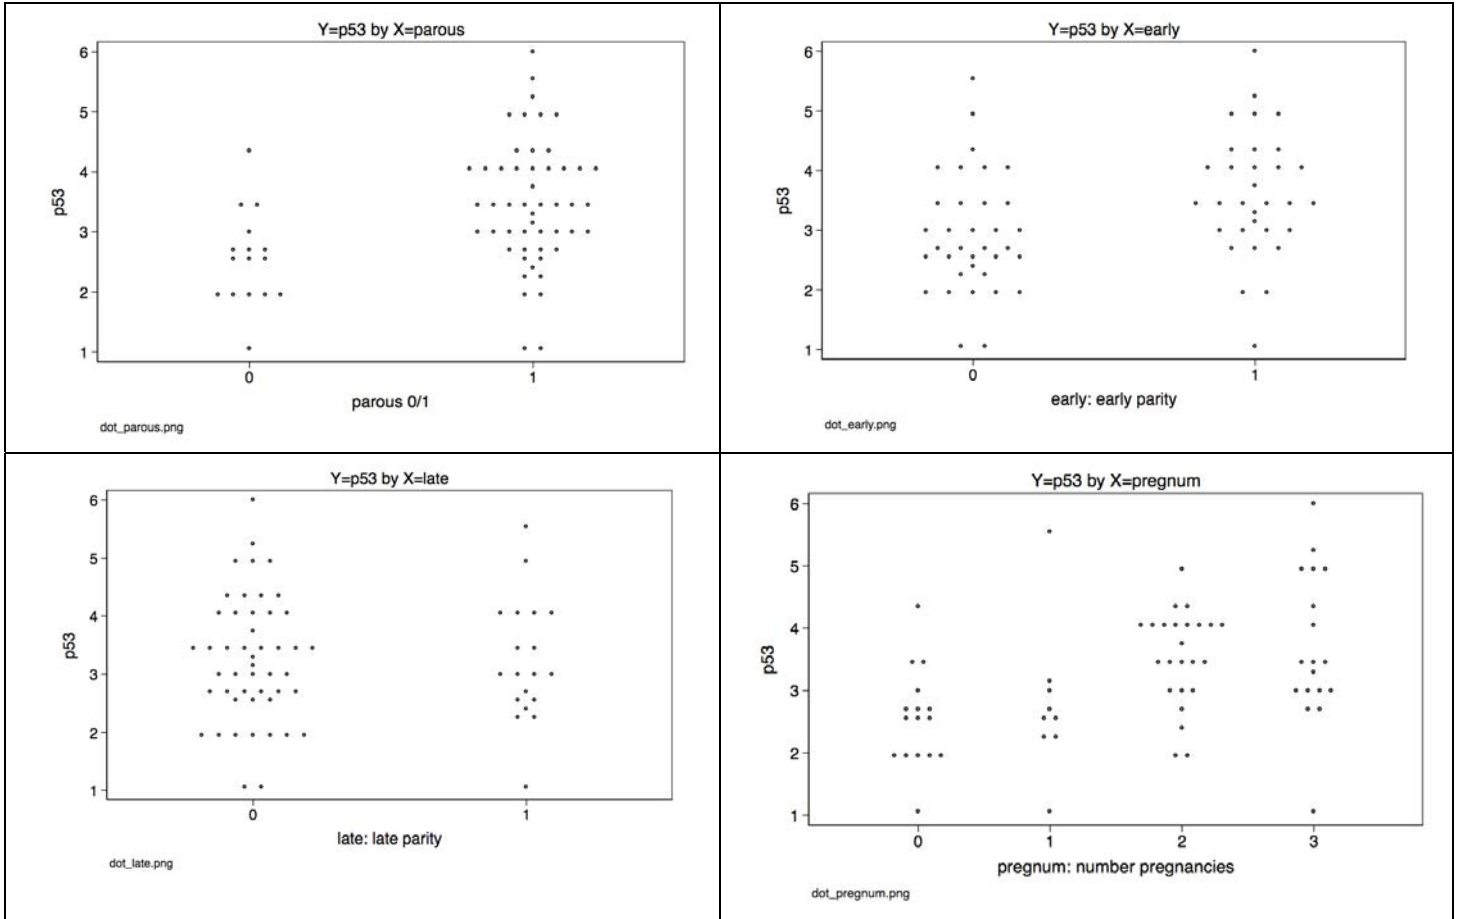 Y=p53 by X=parous
6
5
4
3
2
1
p53
0 1
parous 0/1
dot_parous.png
Y=p53 by X=early
6
5
4
3
2
1
p53
0 1
early: early parity
dot_early.png
Y=p53 by X=late
6
5
4
3
2
1
p53
0 1
late: late parity
dot_late.png
Y=p53 by X=pregnum
6
5
4
3
2
1
p53
0 1 2 3
pregnum: number pregnancies
dot_pregnum.png